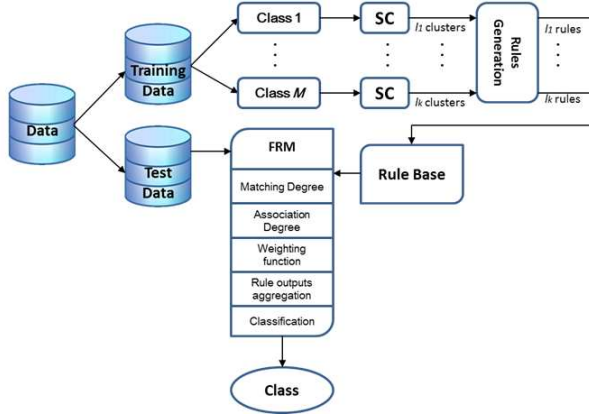 Data
Training
Data
Test
Data
Class 1
Class M
SC
SC
l1 clusters
lk clusters
Rules
Generation
l1 rules
lk rules
FRM
Matching Degree
Association
Degree
Weighting
function
Rule outputs
aggregation
Classification
Rule Base
Class